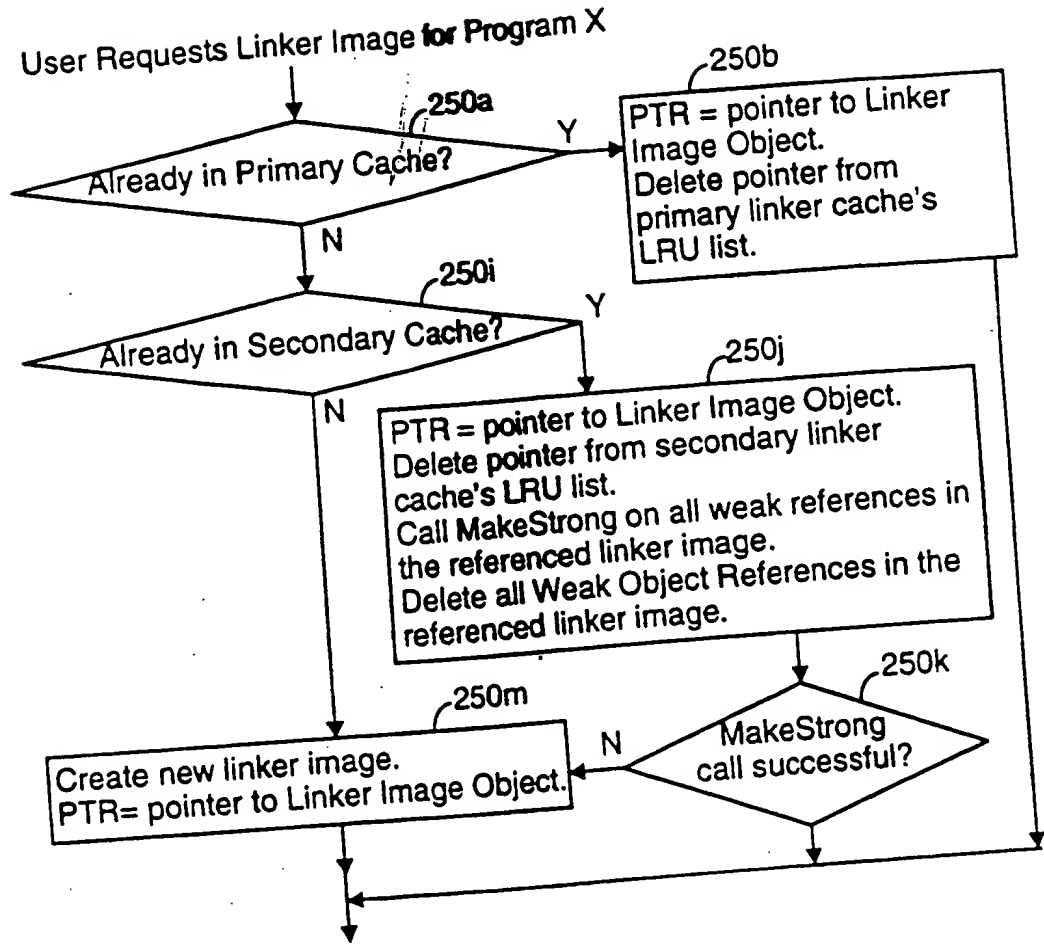 User Requests Linker Image for Program X
250a
Already in Primary Cache?
Y
N
250b
PTR = pointer to Linker
Image Object.
Delete pointer from
primary linker cache's
LRU list.
250i
Already in Secondary Cache?
Y
N
250j
PTR = pointer to Linker Image Object.
Delete pointer from secondary linker
cache's LRU list.
Call MakeStrong on all weak references in
the referenced linker image.
Delete all Weak Object References in the
referenced linker image.
250k
MakeStrong
call successful?
N
250m
Create new linker image.
PTR= pointer to Linker Image Object.